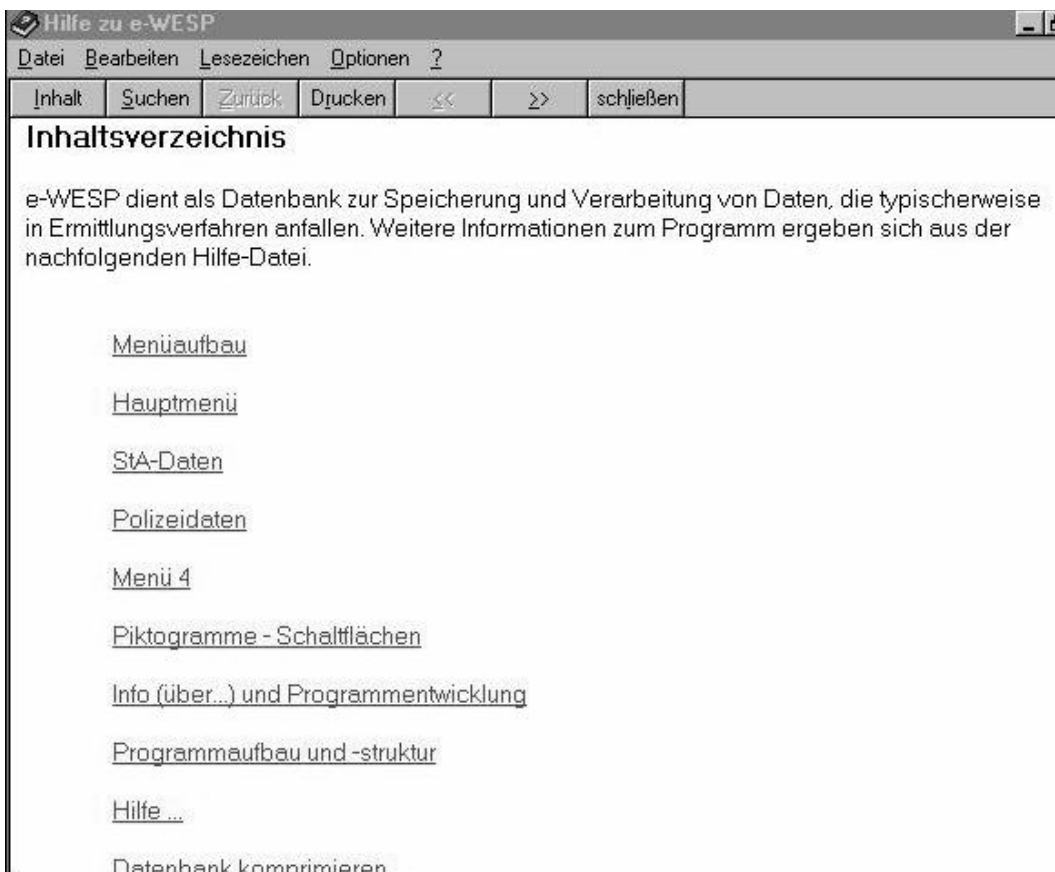 Hilfe zu e-WESP
Datei Bearbeiten Lesezeichen Optionen ?
Inhalt Suchen Zurück Drucken << >> schließen
Inhaltsverzeichnis
e-WESP dient als Datenbank zur Speicherung und Verarbeitung von Daten, die typischerweise
in Ermittlungsverfahren anfallen. Weitere Informationen zum Programm ergeben sich aus der
nachfolgenden Hilfe-Datei.
Menüaufbau
Hauptmenü
StA-Daten
Polizeidaten
Menü 4
Piktogramme - Schaltflächen
Info (über...) und Programmentwicklung
Programmaufbau und -struktur
Hilfe ...
Datenbank komprimieren